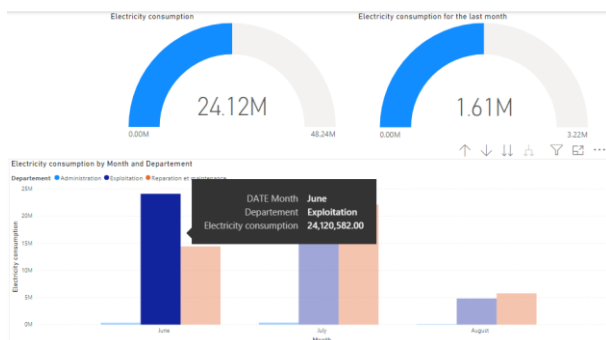 Electricity consumption
Electricity consumption for the last month
24.12M
0.00M
48.24M
1.61M
0.00M
3.22M
Electricity consumption by Month and Departement
Departement Administration Exploitation Reparation et maintenance
25M
20M
15M
10M
5M
0M
Electricity consumption
DATE Month June
Departement Exploitation
Electricity consumption 24,120,582.00
June
July
August
Month